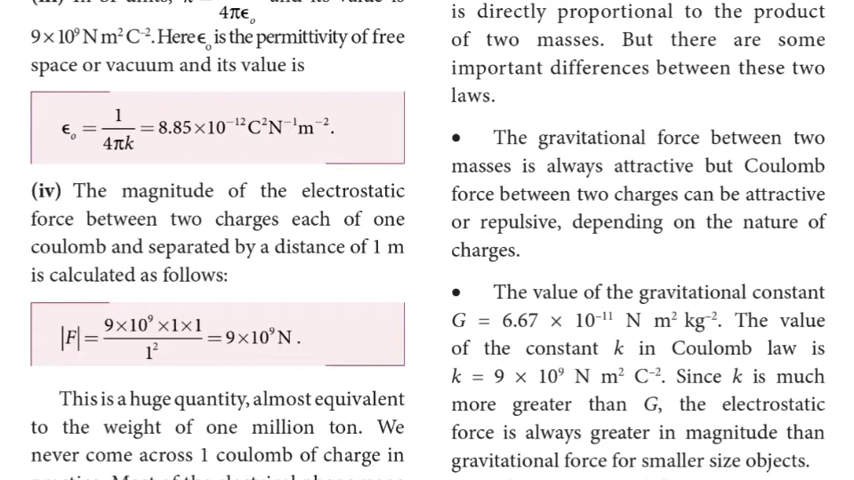 4πϵₒ
9×10⁹ N m² C⁻². Here ϵₒ is the permittivity of free
space or vacuum and its value is
ϵₒ = 1/4πk = 8.85×10⁻¹² C²N⁻¹m⁻².
(iv) The magnitude of the electrostatic
force between two charges each of one
coulomb and separated by a distance of 1 m
is calculated as follows:
|F| = 9×10⁹×1×1/1² = 9×10⁹ N .
This is a huge quantity, almost equivalent
to the weight of one million ton. We
never come across 1 coulomb of charge in
is directly proportional to the product
of two masses. But there are some
important differences between these two
laws.
• The gravitational force between two
masses is always attractive but Coulomb
force between two charges can be attractive
or repulsive, depending on the nature of
charges.
• The value of the gravitational constant
G = 6.67 × 10⁻¹¹ N m² kg⁻². The value
of the constant k in Coulomb law is
k = 9 × 10⁹ N m² C⁻². Since k is much
more greater than G, the electrostatic
force is always greater in magnitude than
gravitational force for smaller size objects.